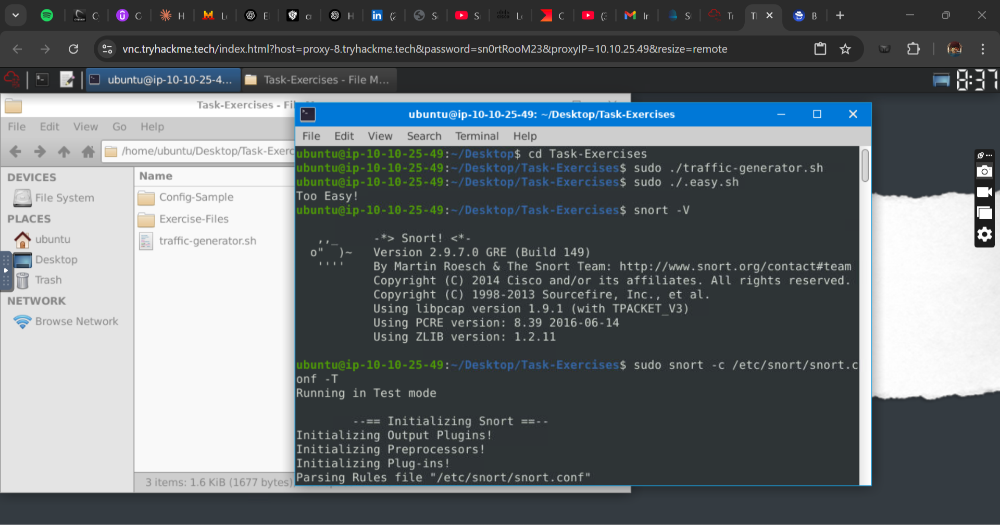 C
C
H
Le
El
cr
H
(2
S
S
Lo
C
(3
Ir
S
Tr
T
B
vnc.tryhackme.tech/index.html?host=proxy-8.tryhackme.tech&password=sn0rtRooM23&proxyIP=10.10.25.49&resize=remote
ubuntu@ip-10-10-25-4...
Task-Exercises - File M...
8:37
Task-Exercises - Fil
File Edit View Go Help
/home/ubuntu/Desktop/Task-Exerc
DEVICES
File System
PLACES
ubuntu
Desktop
Trash
NETWORK
Browse Network
Name
Config-Sample
Exercise-Files
traffic-generator.sh
3 items: 1.6 KiB (1677 bytes),
ubuntu@ip-10-10-25-49: ~/Desktop/Task-Exercises
File Edit View Search Terminal Help
ubuntu@ip-10-10-25-49:~/Desktop$ cd Task-Exercises
ubuntu@ip-10-10-25-49:~/Desktop/Task-Exercises$ sudo ./traffic-generator.sh
ubuntu@ip-10-10-25-49:~/Desktop/Task-Exercises$ sudo ./.easy.sh
Too Easy!
ubuntu@ip-10-10-25-49:~/Desktop/Task-Exercises$ snort -V
,,_ -*> Snort! <*-
o" )~ Version 2.9.7.0 GRE (Build 149)
'''' By Martin Roesch & The Snort Team: http://www.snort.org/contact#team
Copyright (C) 2014 Cisco and/or its affiliates. All rights reserved.
Copyright (C) 1998-2013 Sourcefire, Inc., et al.
Using libpcap version 1.9.1 (with TPACKET_V3)
Using PCRE version: 8.39 2016-06-14
Using ZLIB version: 1.2.11
ubuntu@ip-10-10-25-49:~/Desktop/Task-Exercises$ sudo snort -c /etc/snort/snort.c
onf -T
Running in Test mode
--== Initializing Snort ==--
Initializing Output Plugins!
Initializing Preprocessors!
Initializing Plug-ins!
Parsing Rules file "/etc/snort/snort.conf"